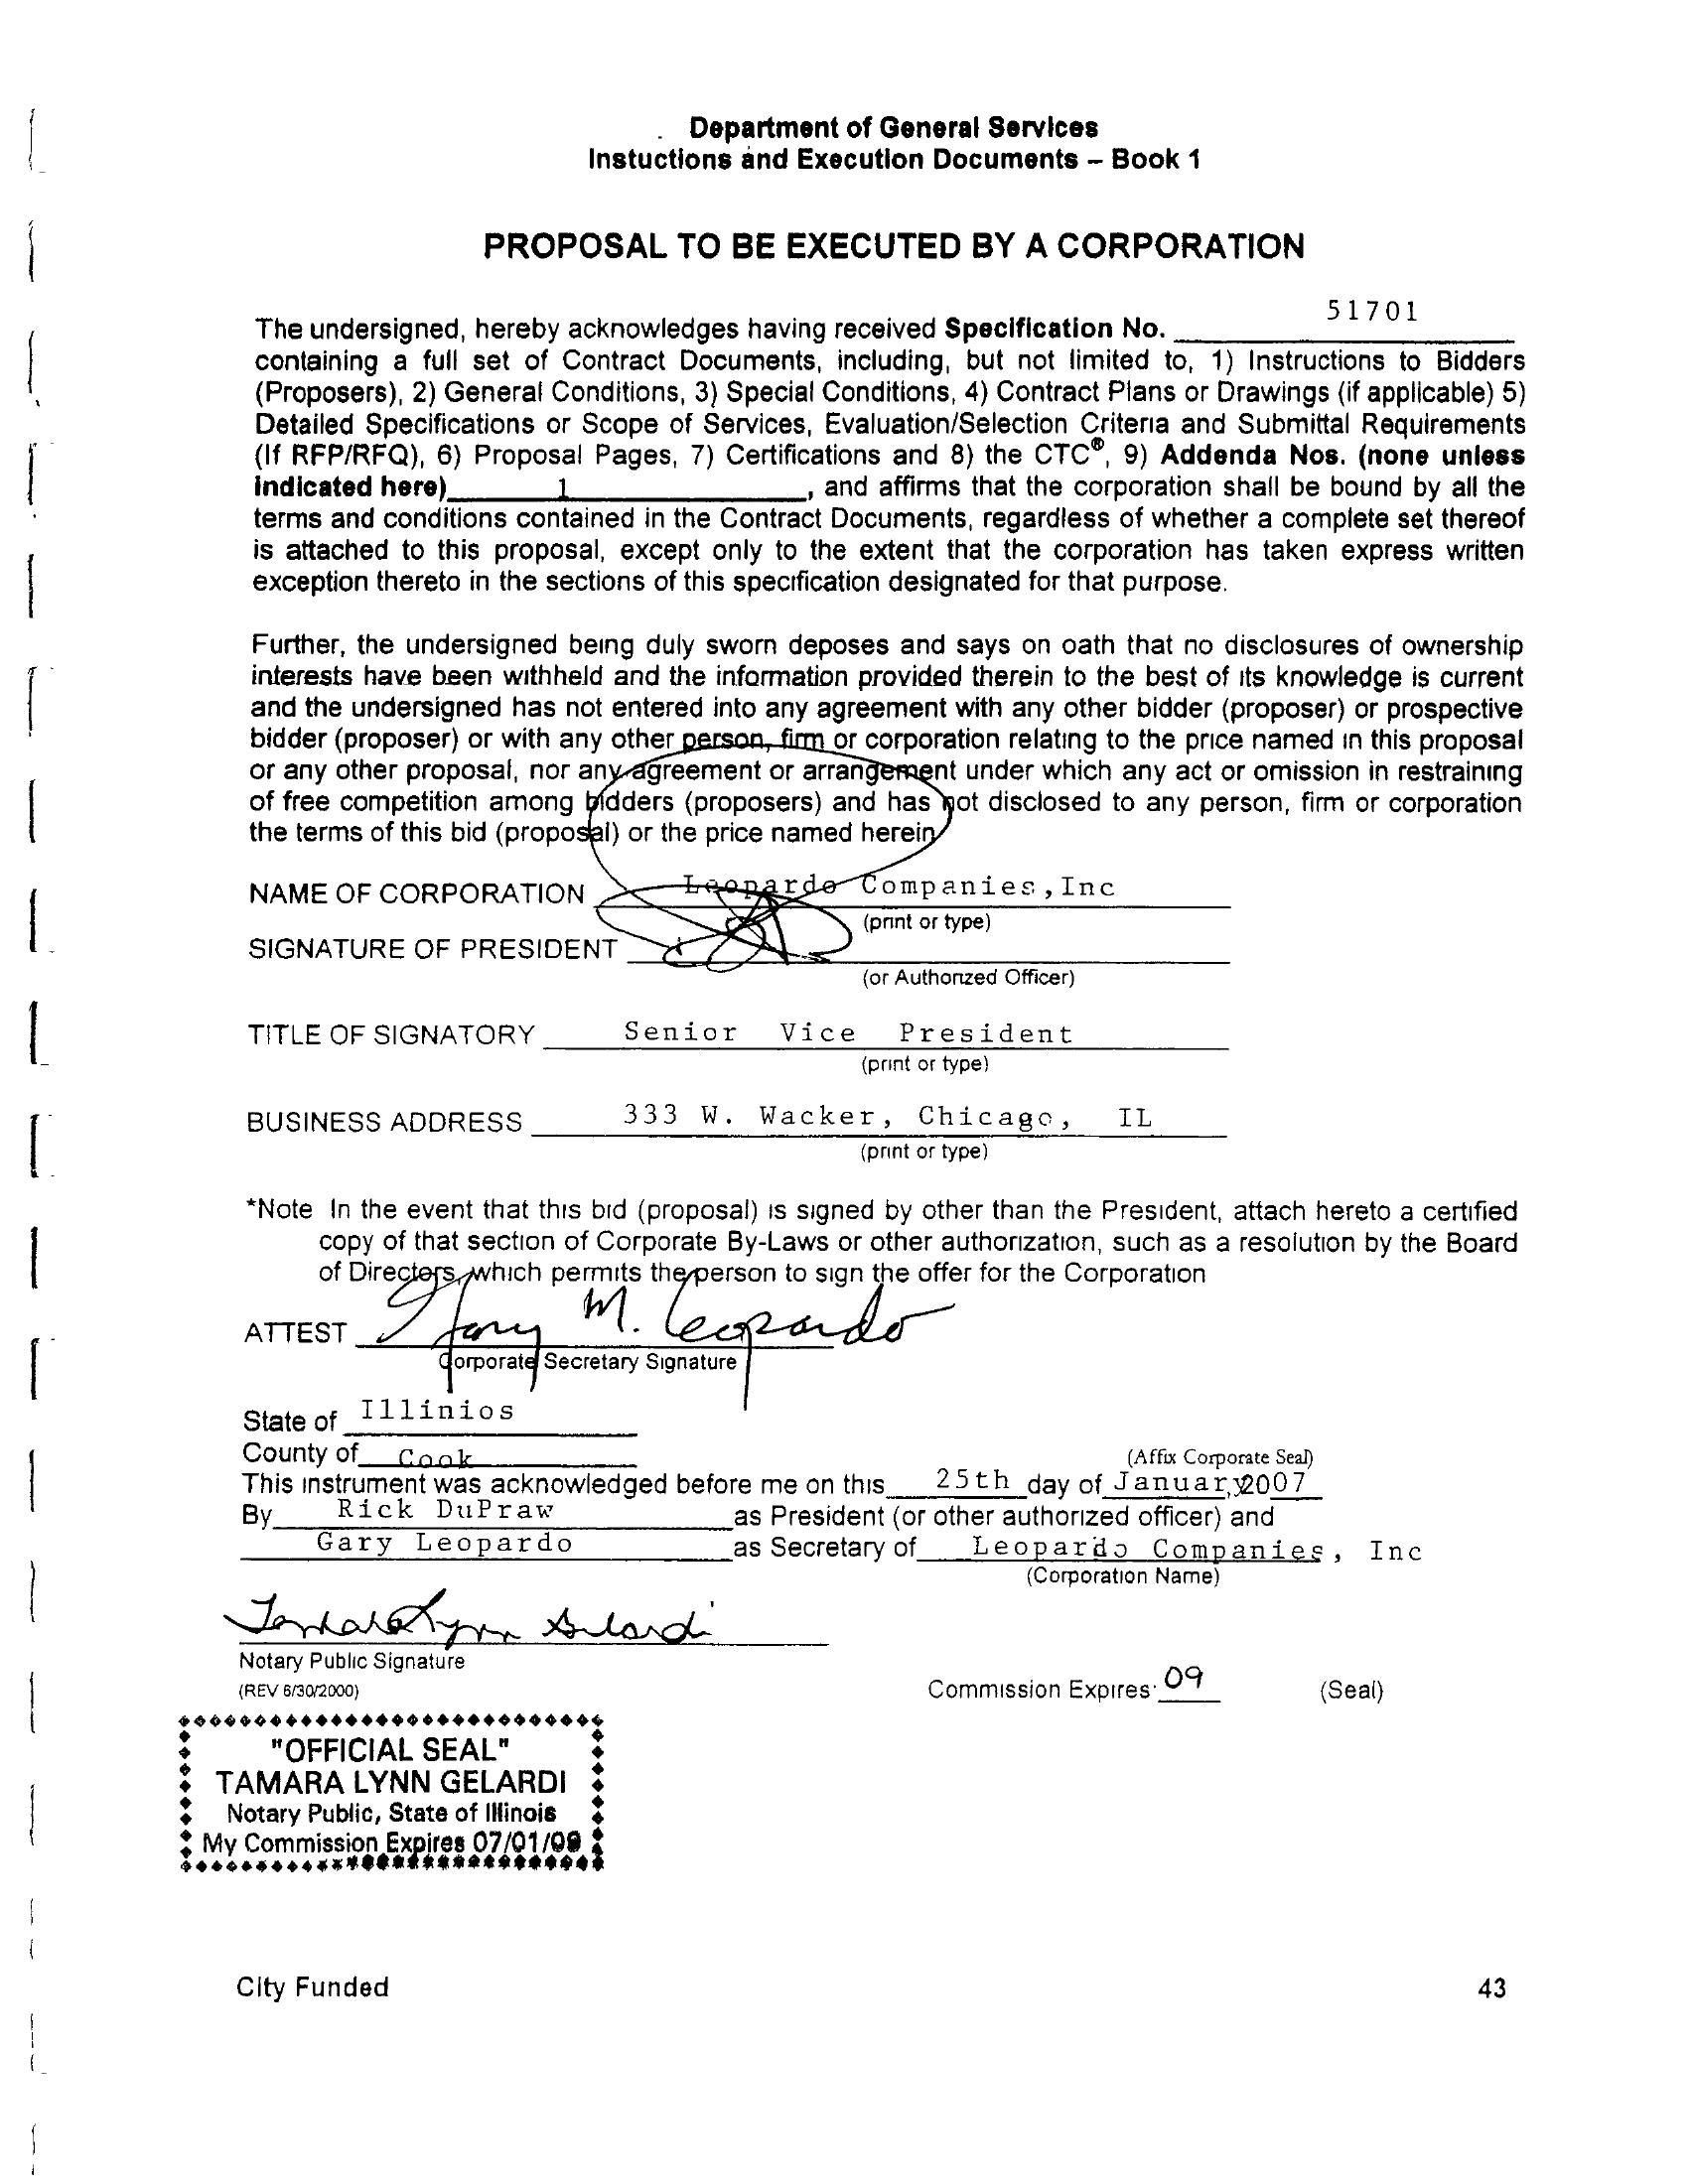 Department of General Services
Instuctions and Execution Documents – Book 1
PROPOSAL TO BE EXECUTED BY A CORPORATION
51701
The undersigned, hereby acknowledges having received Specification No.
containing a full set of Contract Documents, including, but not limited to, 1) Instructions to Bidders
(Proposers), 2) General Conditions, 3) Special Conditions, 4) Contract Plans or Drawings (if applicable) 5)
Detailed Specifications or Scope of Services, Evaluation/Selection Criteria and Submittal Requirements
(If RFP/RFQ), 6) Proposal Pages, 7) Certifications and 8) the CTC®, 9) Addenda Nos. (none unless
indicated here) 1 , and affirms that the corporation shall be bound by all the
terms and conditions contained in the Contract Documents, regardless of whether a complete set thereof
is attached to this proposal, except only to the extent that the corporation has taken express written
exception thereto in the sections of this specification designated for that purpose.
Further, the undersigned being duly sworn deposes and says on oath that no disclosures of ownership
interests have been withheld and the information provided therein to the best of its knowledge is current
and the undersigned has not entered into any agreement with any other bidder (proposer) or prospective
bidder (proposer) or with any other person, firm or corporation relating to the price named in this proposal
or any other proposal, nor any agreement or arrangement under which any act or omission in restraining
of free competition among bidders (proposers) and has not disclosed to any person, firm or corporation
the terms of this bid (proposal) or the price named herein
NAME OF CORPORATION Leopardo Companies, Inc
(print or type)
SIGNATURE OF PRESIDENT
(or Authorized Officer)
TITLE OF SIGNATORY Senior Vice President
(print or type)
BUSINESS ADDRESS 333 W. Wacker, Chicago, IL
(print or type)
*Note In the event that this bid (proposal) is signed by other than the President, attach hereto a certified
copy of that section of Corporate By-Laws or other authorization, such as a resolution by the Board
of Directors, which permits the person to sign the offer for the Corporation
ATTEST Gary M. Leopardo
Corporate Secretary Signature
State of Illinios
County of Cook (Affix Corporate Seal)
This instrument was acknowledged before me on this 25th day of January, 2007
By Rick DuPraw as President (or other authorized officer) and
Gary Leopardo as Secretary of Leopardo Companies, Inc
(Corporation Name)
Tamara Lynn Gelardi
Notary Public Signature
(REV 6/30/2000)
Commission Expires: 09 (Seal)
"OFFICIAL SEAL"
TAMARA LYNN GELARDI
Notary Public, State of Illinois
My Commission Expires 07/01/09
City Funded 43